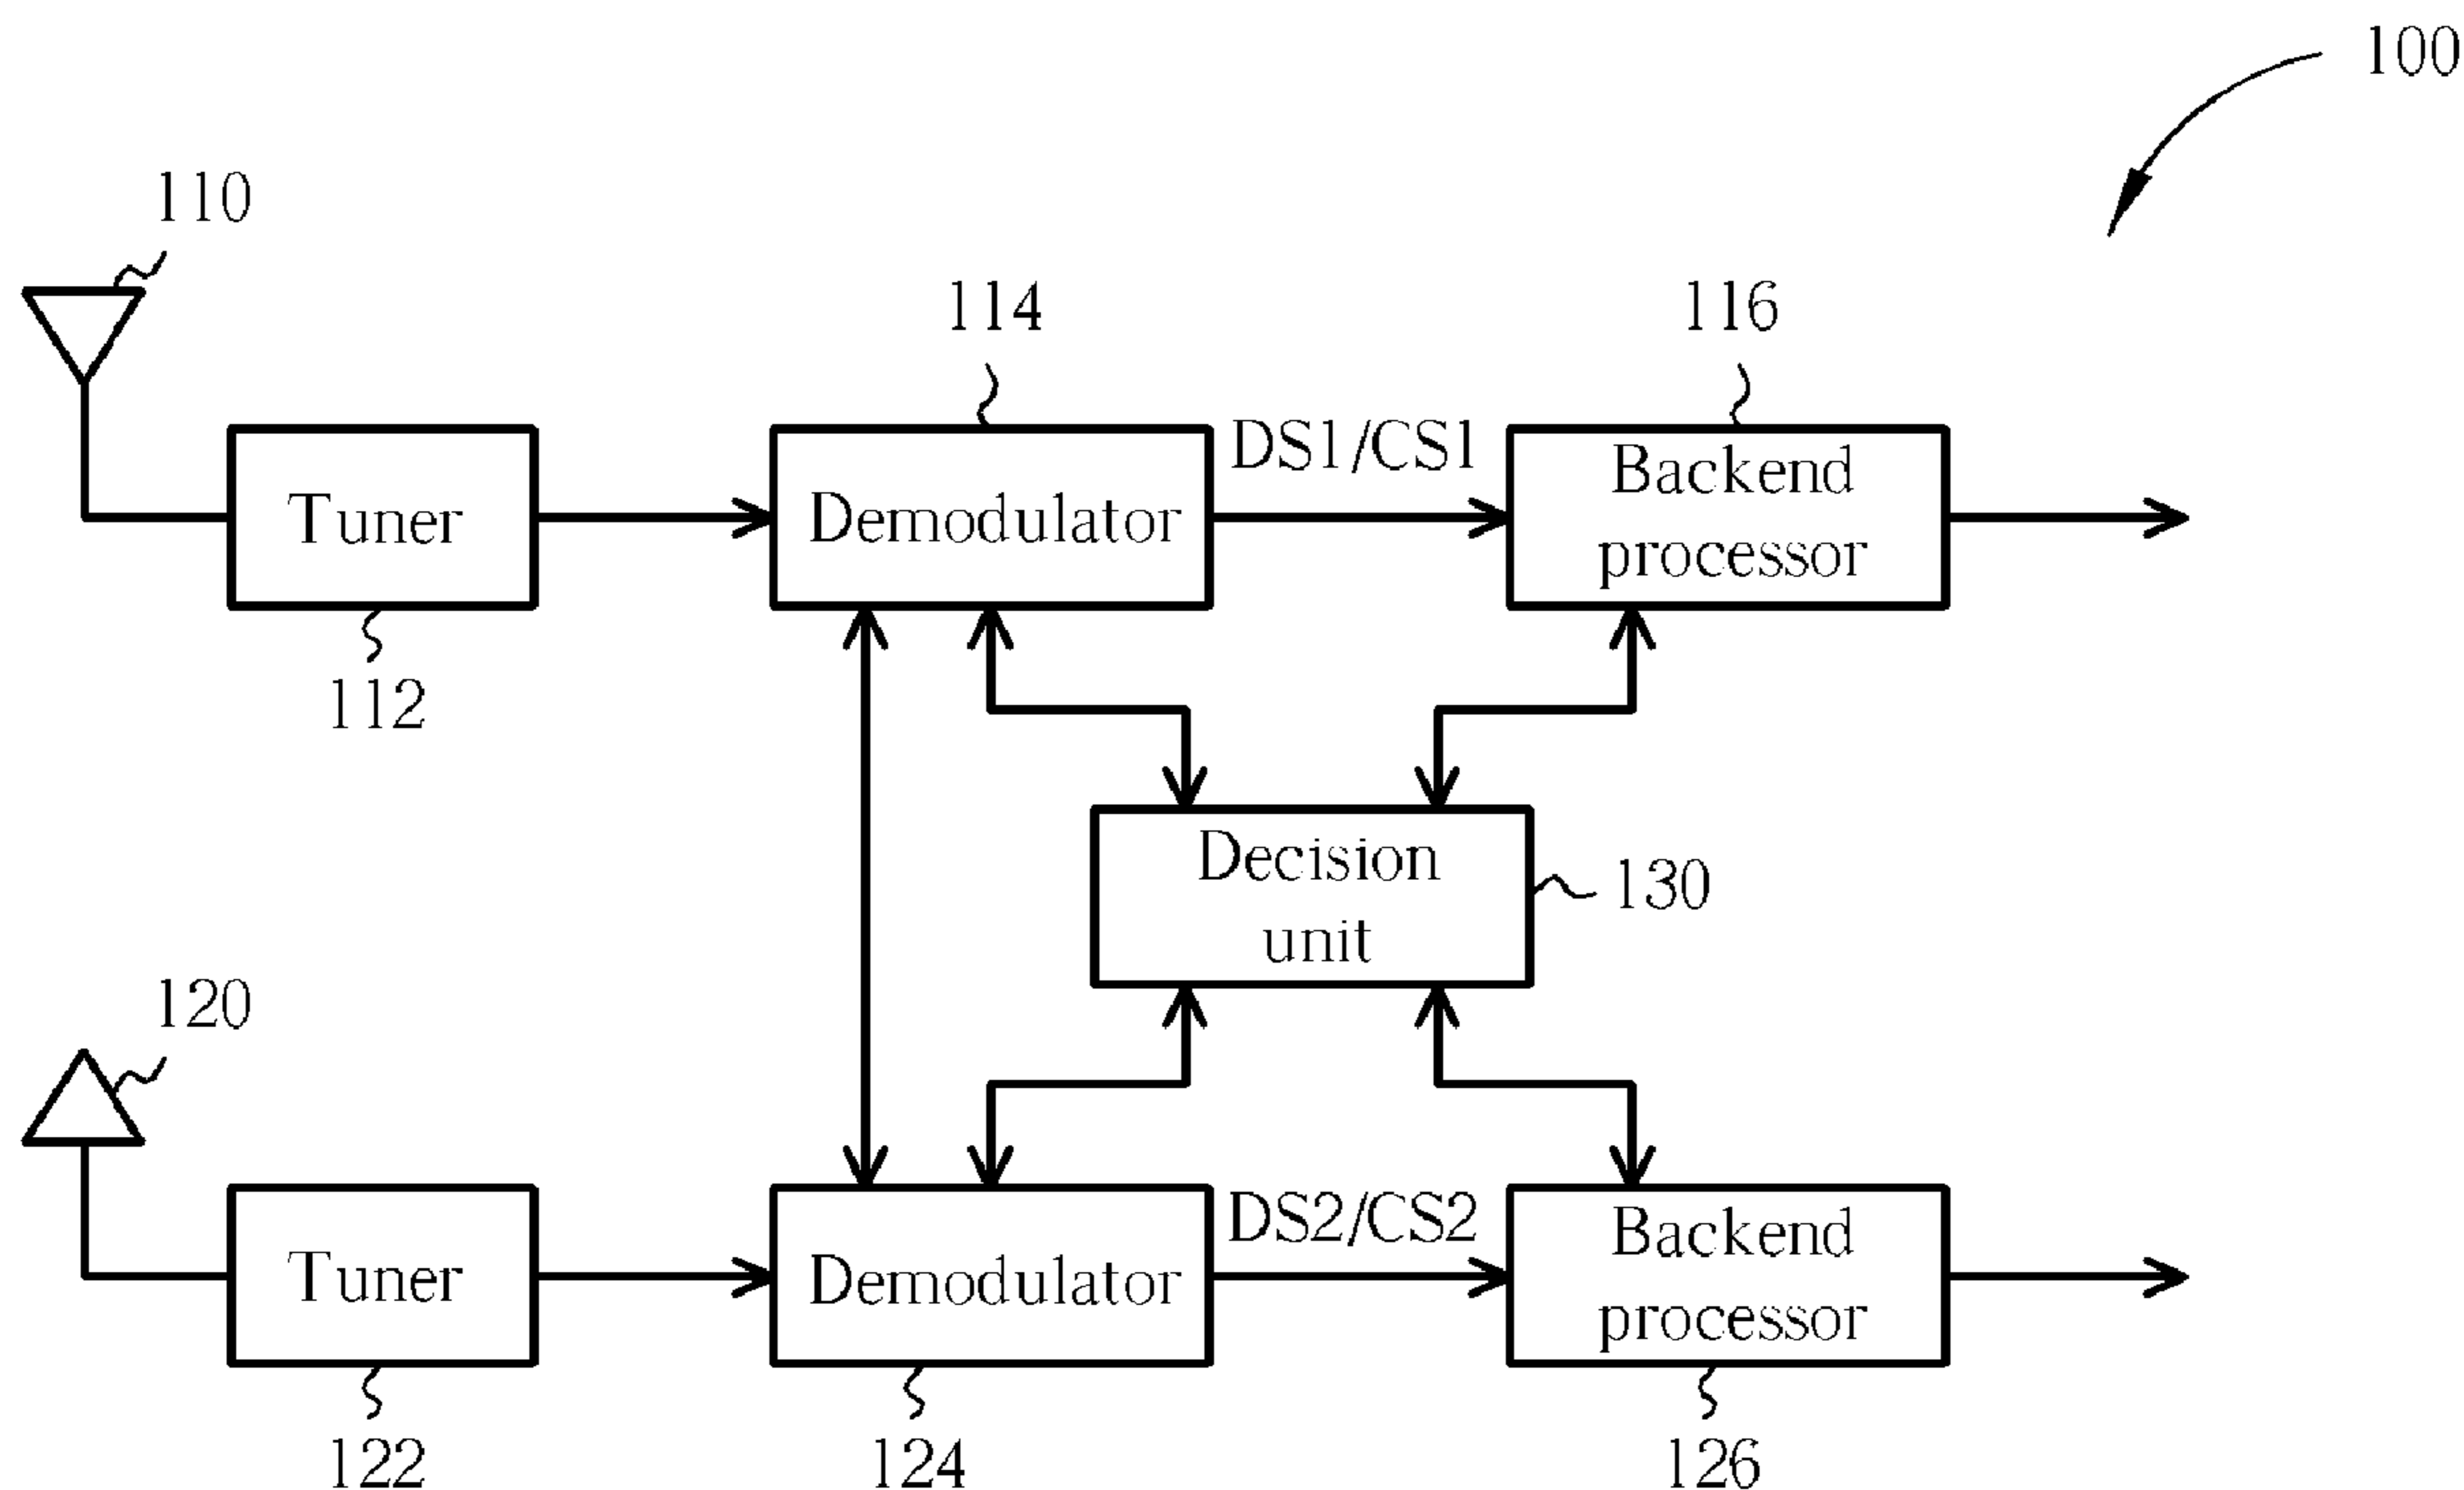 100
110
114
116
DS1/CS1
Tuner
Demodulator
Backend
processor
112
Decision
unit
130
120
DS2/CS2
Tuner
Demodulator
Backend
processor
122
124
126